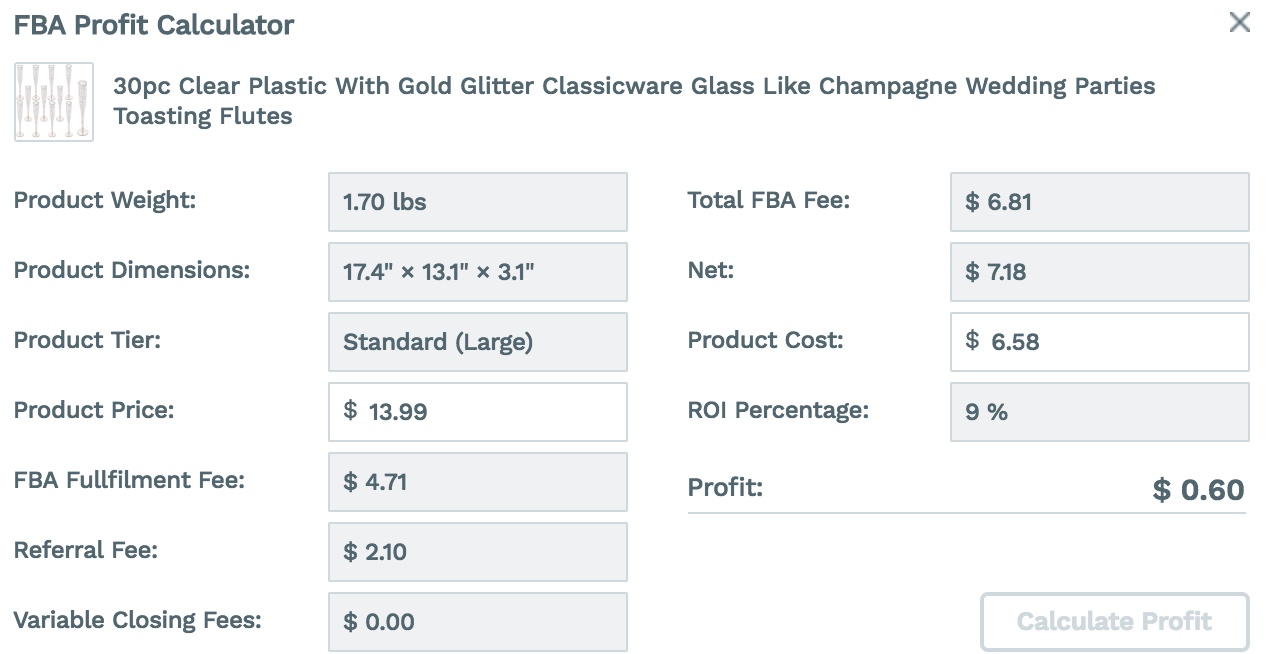 FBA Profit Calculator
30pc Clear Plastic With Gold Glitter Classicware Glass Like Champagne Wedding Parties
Toasting Flutes
Product Weight: 1.70 lbs
Product Dimensions: 17.4" × 13.1" × 3.1"
Product Tier: Standard (Large)
Product Price: $ 13.99
FBA Fullfilment Fee: $ 4.71
Referral Fee: $ 2.10
Variable Closing Fees: $ 0.00
Total FBA Fee: $ 6.81
Net: $ 7.18
Product Cost: $ 6.58
ROI Percentage: 9 %
Profit: $ 0.60
Calculate Profit